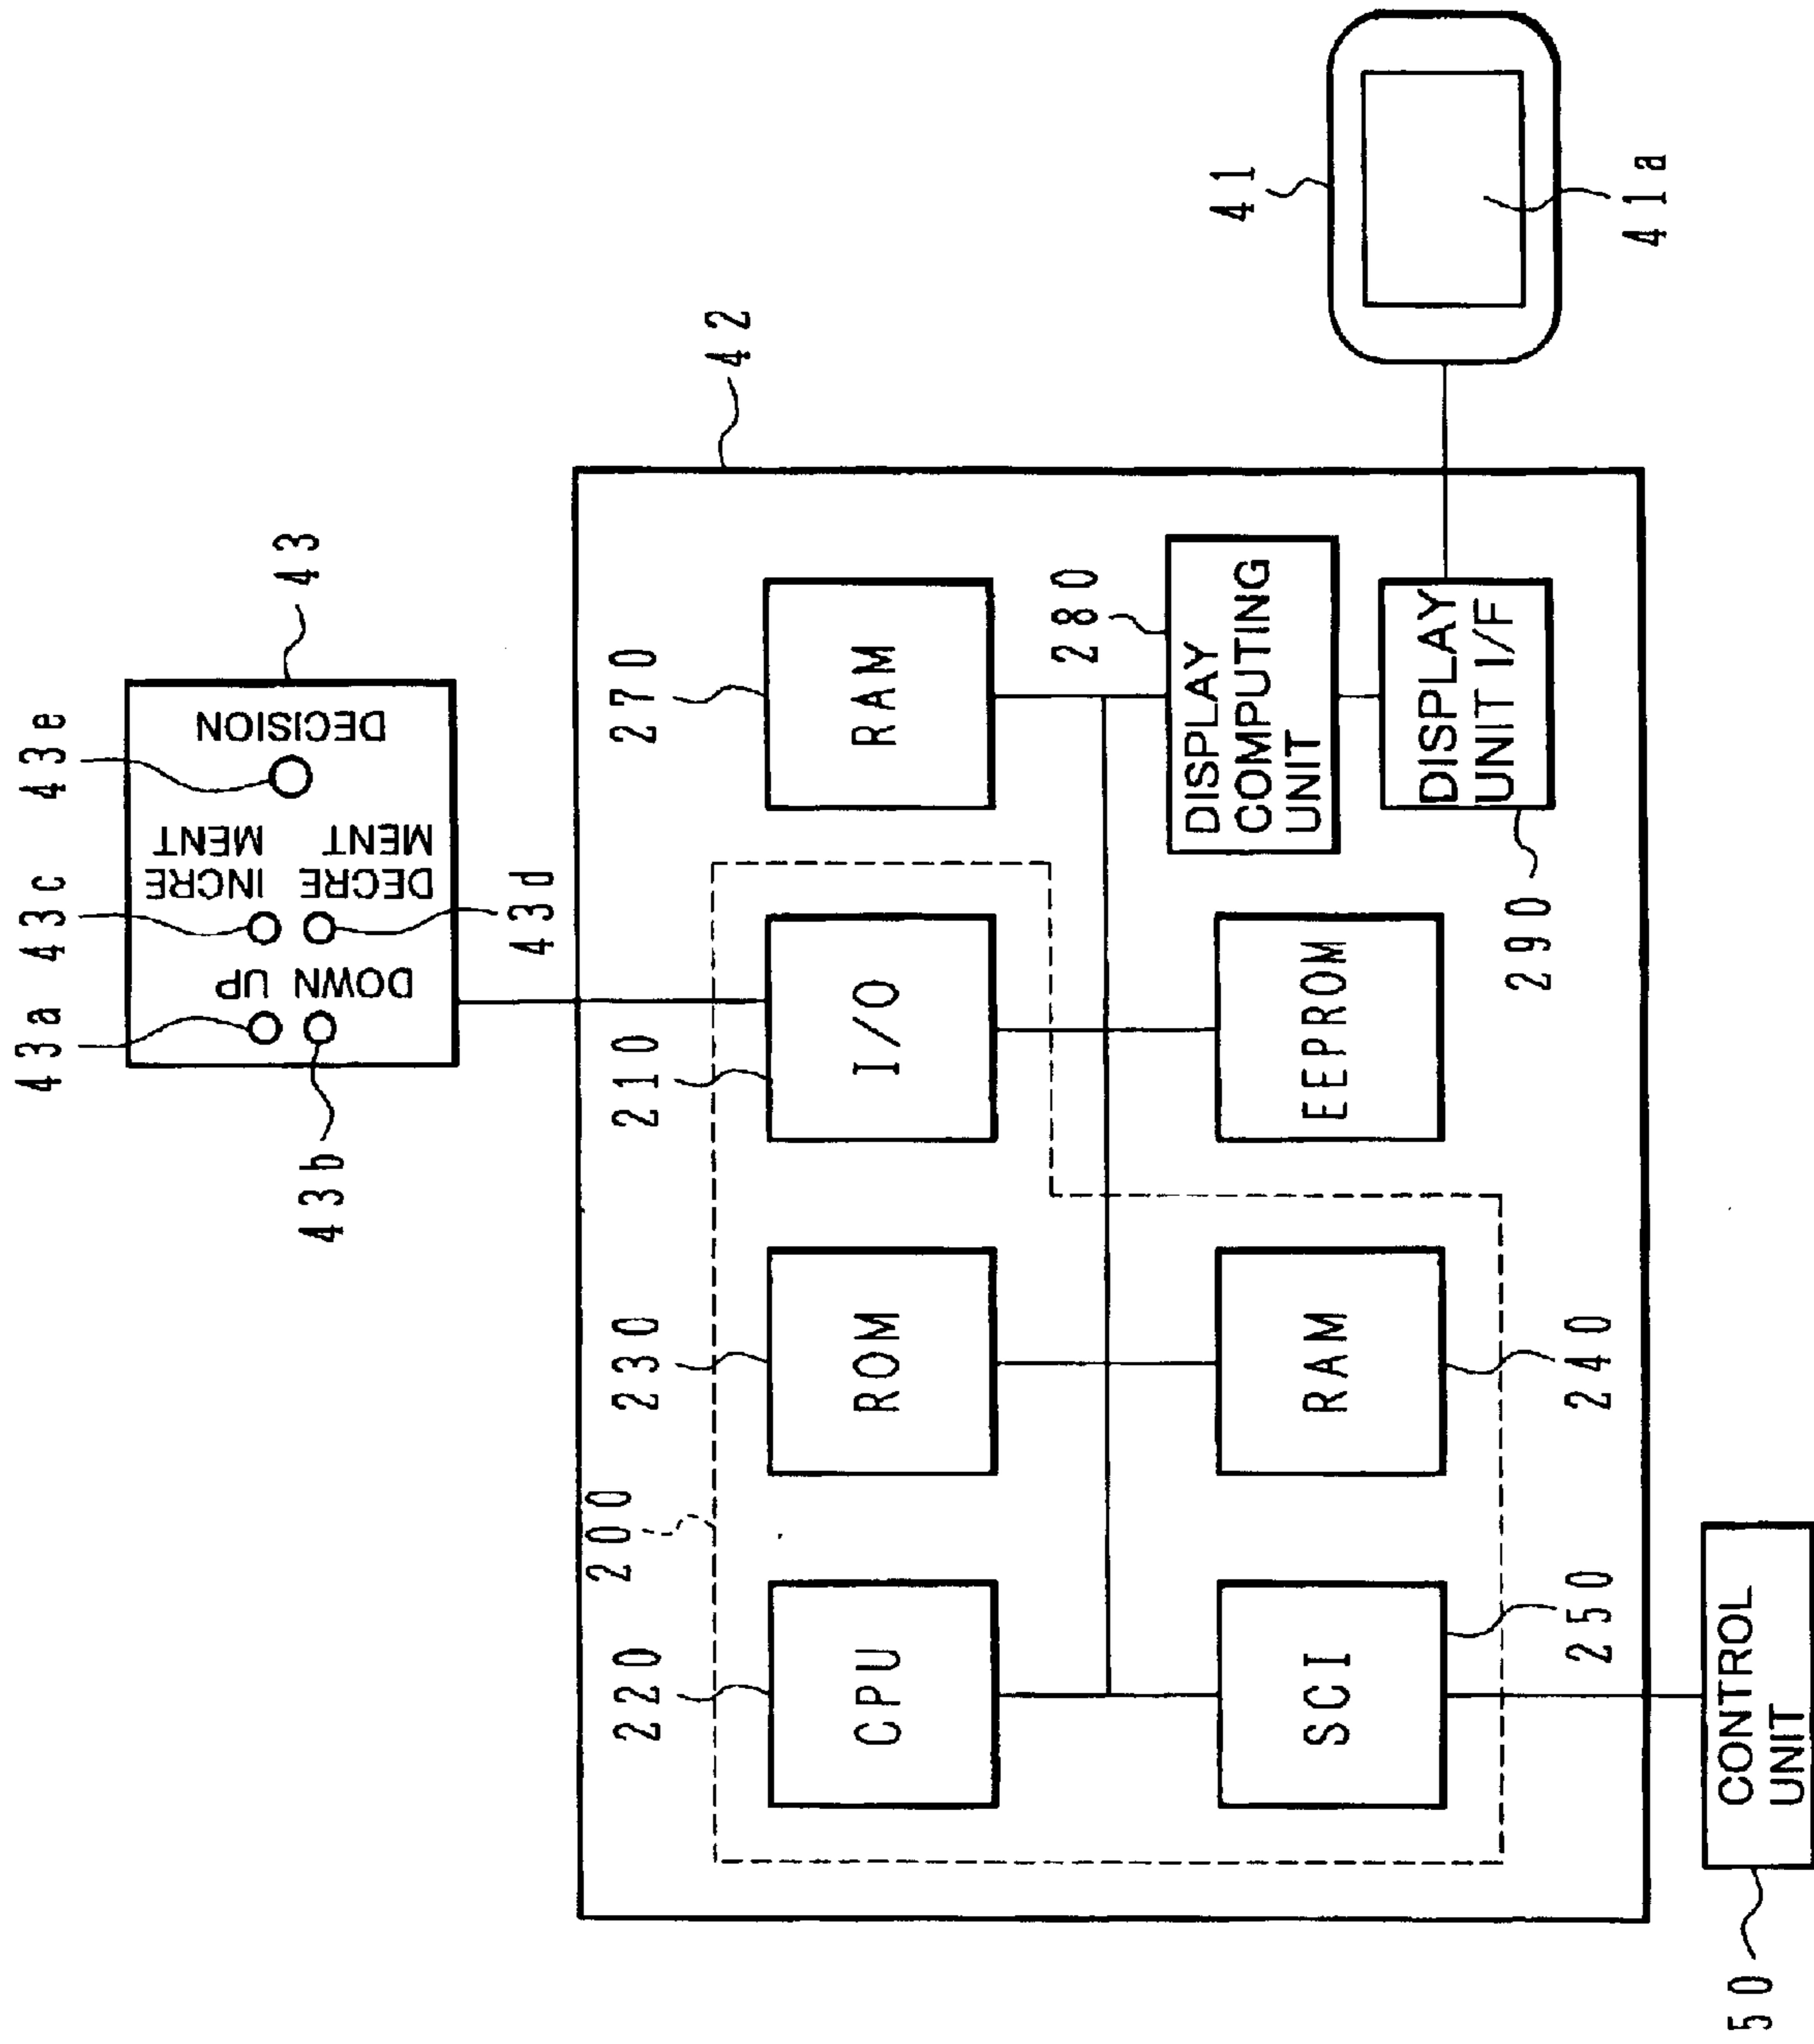 43a 43c 43e
UP
DOWN
INCRE
MENT
DECRE
MENT
DECISION
43
43b
43d
42
200
220
230
210
270
CPU
ROM
I/O
RAM
SCI
RAM
EEPROM
280
DISPLAY
COMPUTING
UNIT
DISPLAY
UNIT I/F
290
250
240
41
41a
CONTROL
UNIT
50